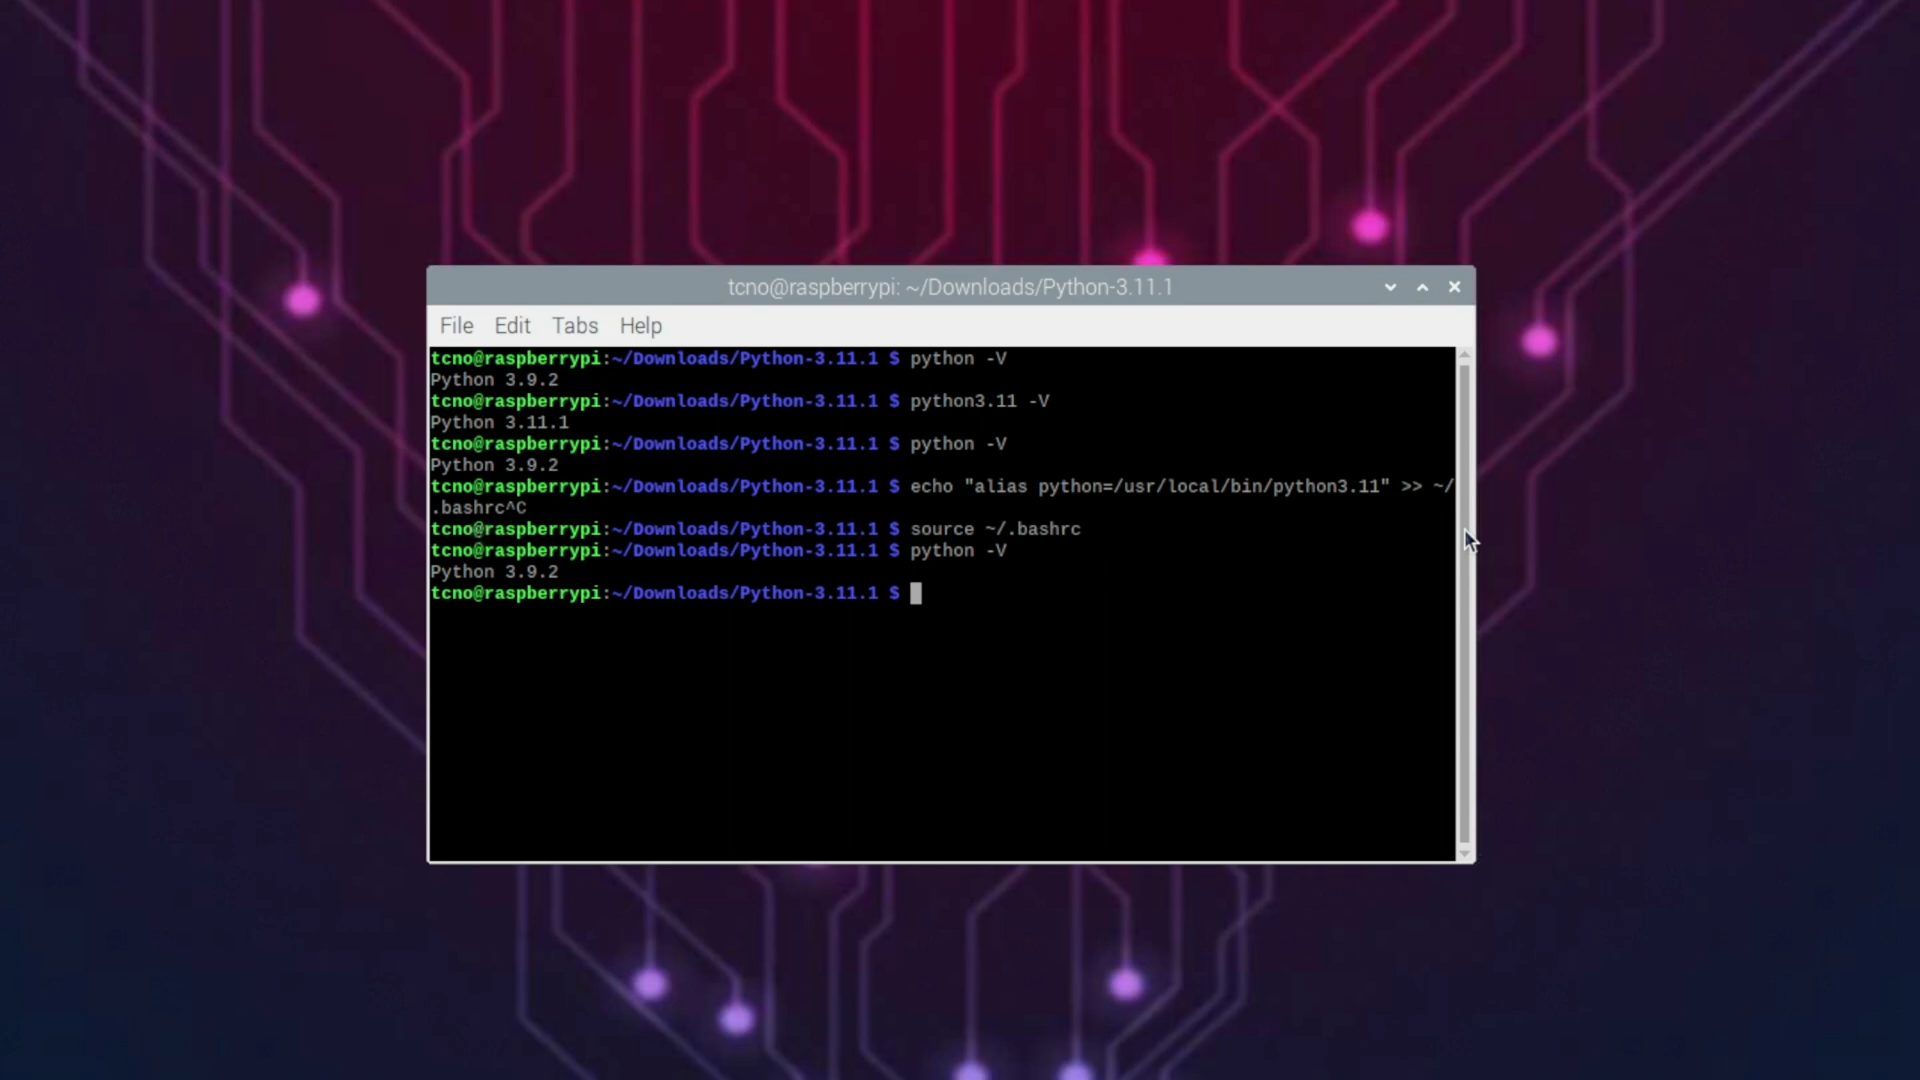 tcno@raspberrypi: ~/Downloads/Python-3.11.1
File Edit Tabs Help
tcno@raspberrypi:~/Downloads/Python-3.11.1 $ python -V
Python 3.9.2
tcno@raspberrypi:~/Downloads/Python-3.11.1 $ python3.11 -V
Python 3.11.1
tcno@raspberrypi:~/Downloads/Python-3.11.1 $ python -V
Python 3.9.2
tcno@raspberrypi:~/Downloads/Python-3.11.1 $ echo "alias python=/usr/local/bin/python3.11" >> ~/
.bashrc^C
tcno@raspberrypi:~/Downloads/Python-3.11.1 $ source ~/.bashrc
tcno@raspberrypi:~/Downloads/Python-3.11.1 $ python -V
Python 3.9.2
tcno@raspberrypi:~/Downloads/Python-3.11.1 $